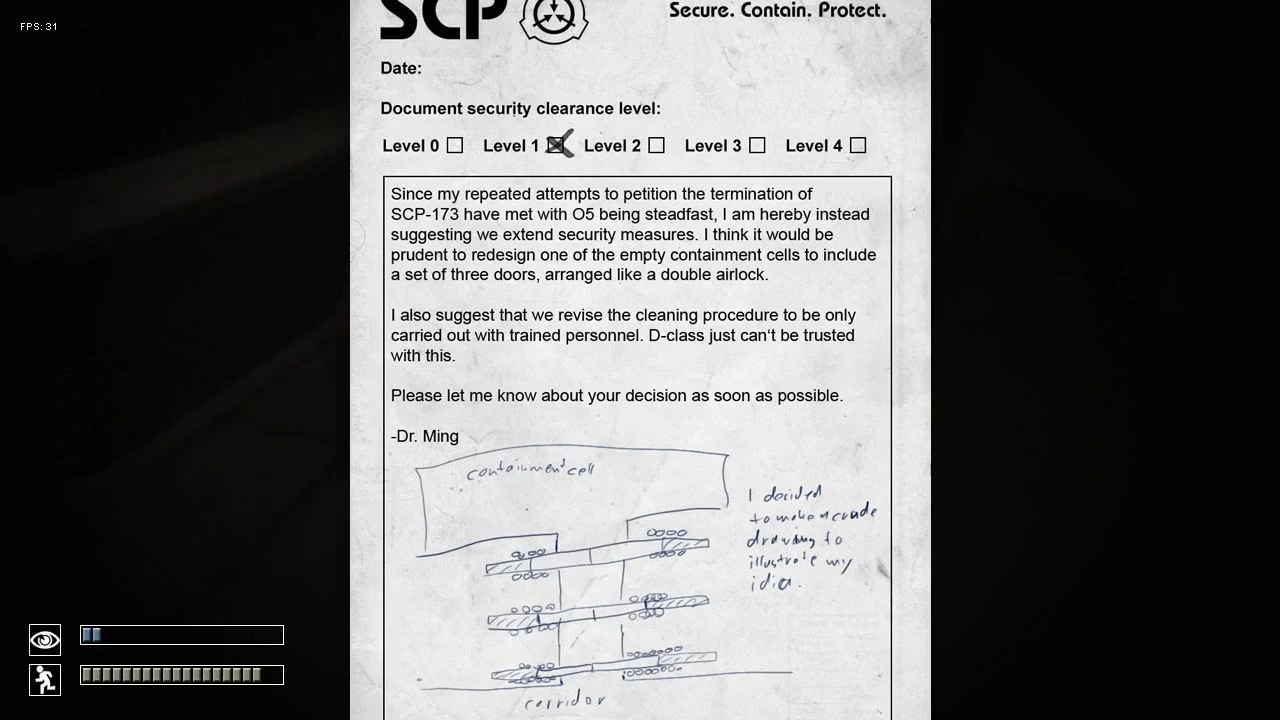 FPS: 31
SCP
Secure. Contain. Protect.
Date:
Document security clearance level:
Level 0 Level 1 Level 2 Level 3 Level 4
Since my repeated attempts to petition the termination of
SCP-173 have met with O5 being steadfast, I am hereby instead
suggesting we extend security measures. I think it would be
prudent to redesign one of the empty containment cells to include
a set of three doors, arranged like a double airlock.
I also suggest that we revise the cleaning procedure to be only
carried out with trained personnel. D-class just can't be trusted
with this.
Please let me know about your decision as soon as possible.
-Dr. Ming
containment cell
I decided
to make a crude
drawing to
illustrate my
idia.
corridor